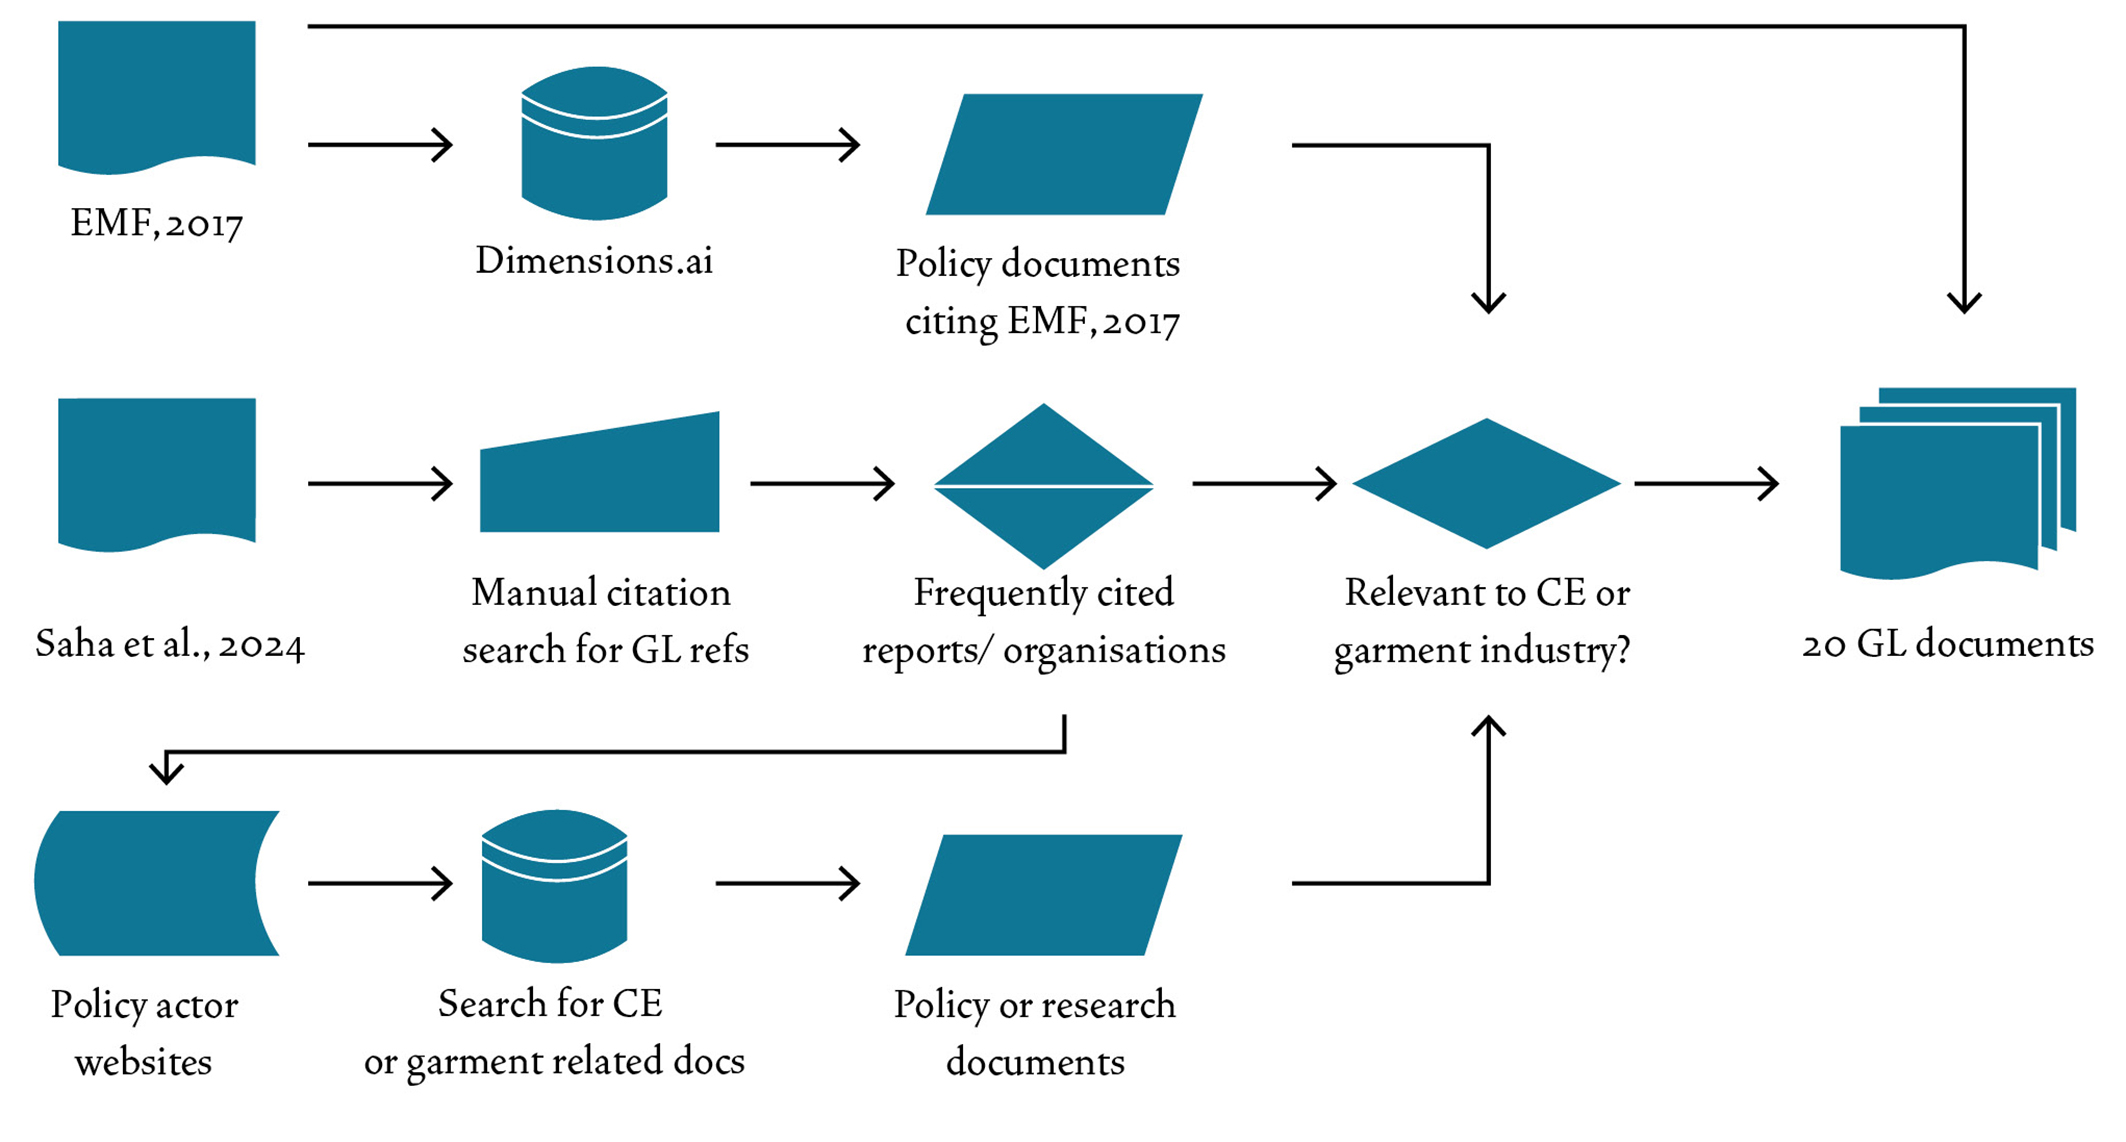 EMF, 2017
Dimensions.ai
Policy documents
citing EMF, 2017
Saha et al., 2024
Manual citation
search for GL refs
Frequently cited
reports/ organisations
Relevant to CE or
garment industry?
20 GL documents
Policy actor
websites
Search for CE
or garment related docs
Policy or research
documents